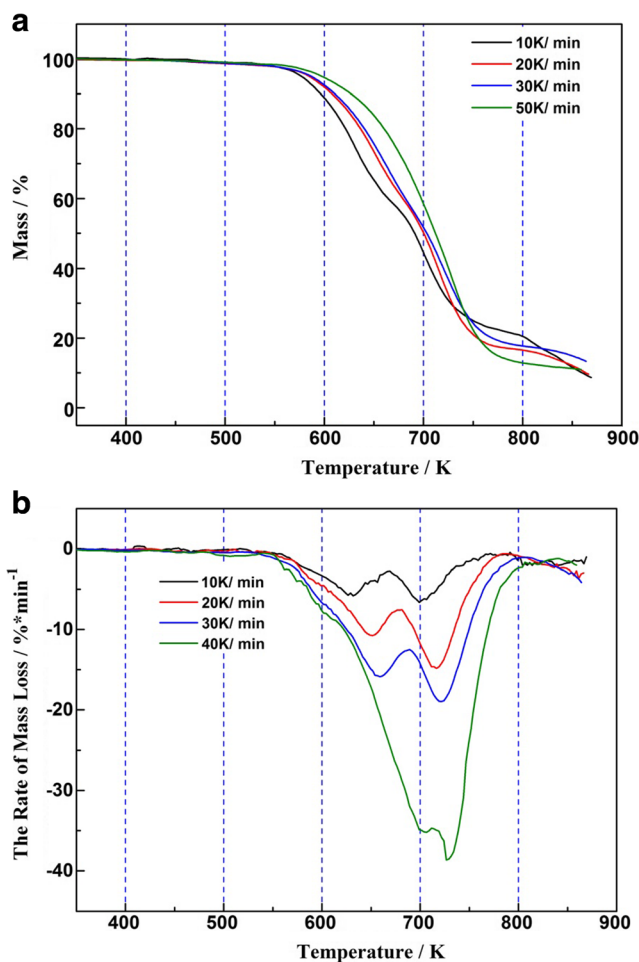 a
100
80
60
40
20
0
Mass / %
10K/ min
20K/ min
30K/ min
50K/ min
400 500 600 700 800 900
Temperature / K
b
0
-10
-20
-30
-40
The Rate of Mass Loss / %*min-1
10K/ min
20K/ min
30K/ min
40K/ min
400 500 600 700 800 900
Temperature / K